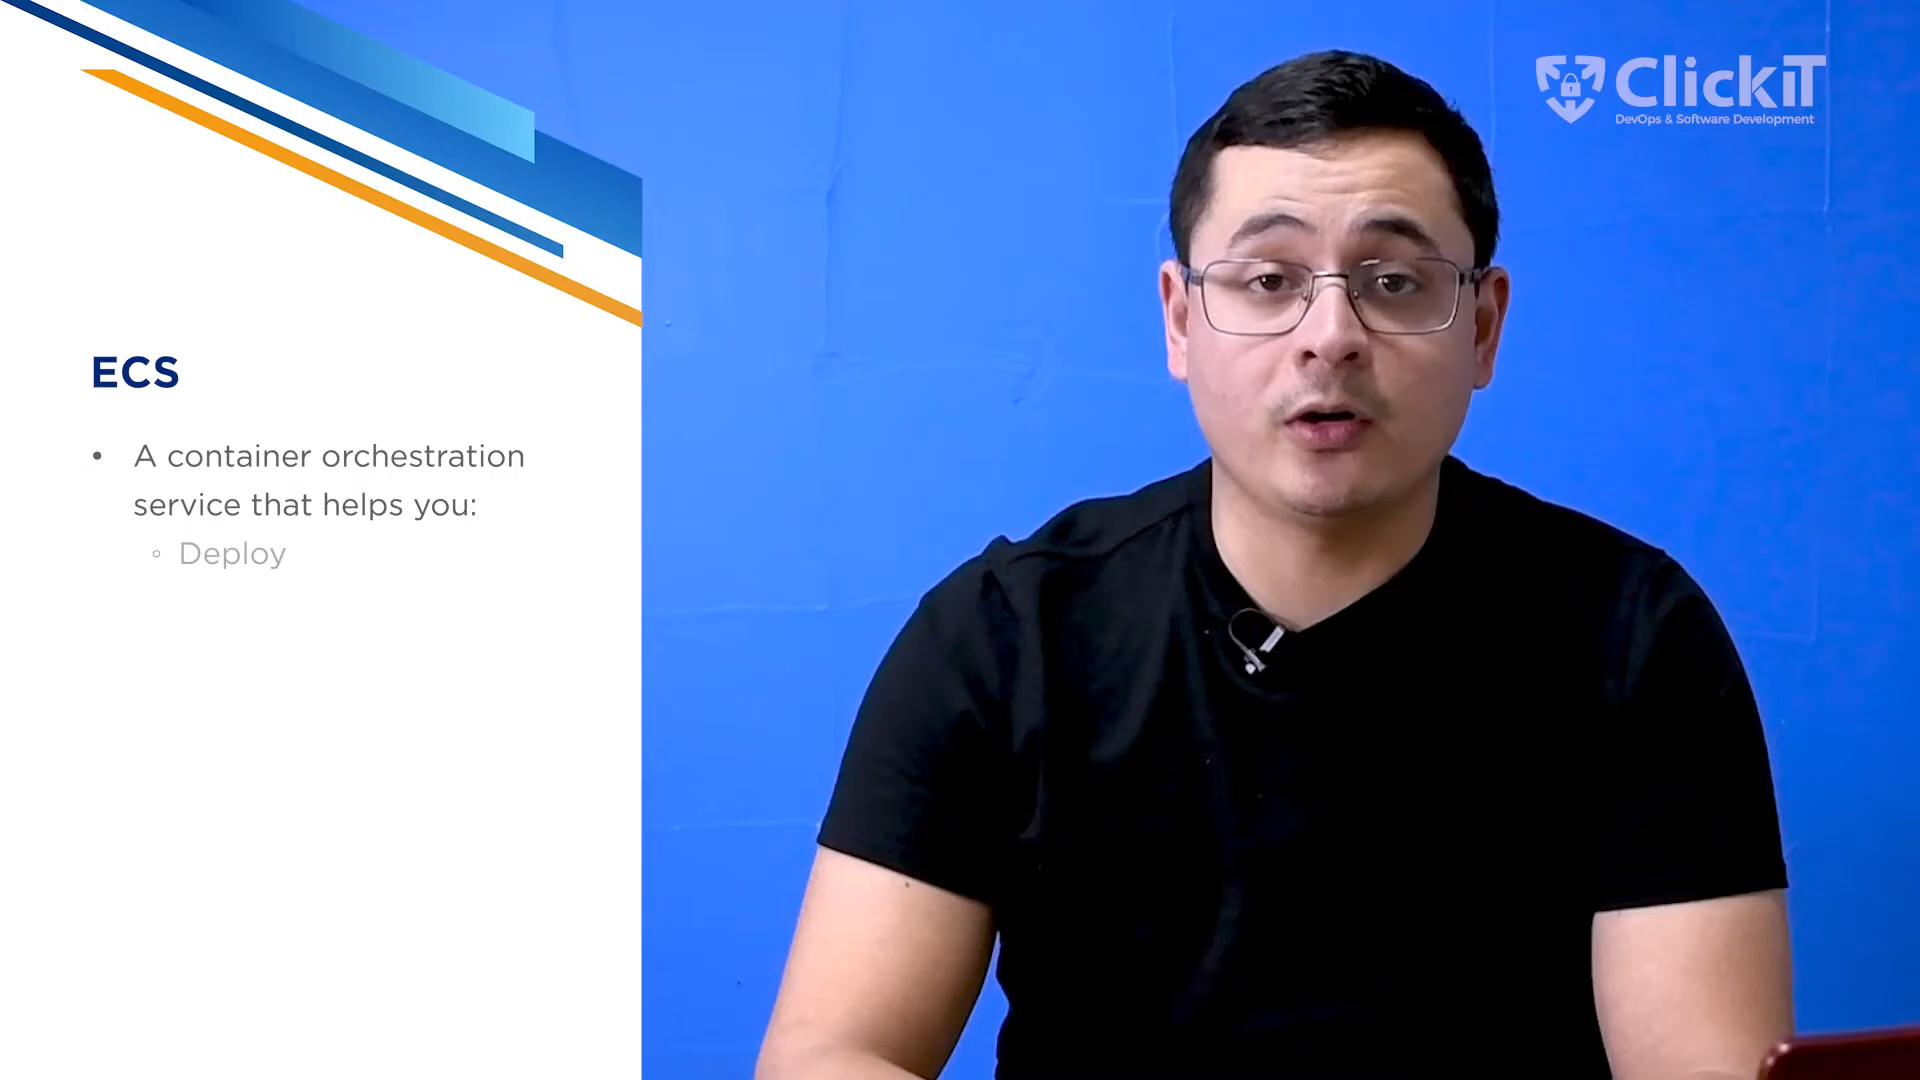 ClickIT
DevOps & Software Development
ECS
• A container orchestration
service that helps you:
◦ Deploy